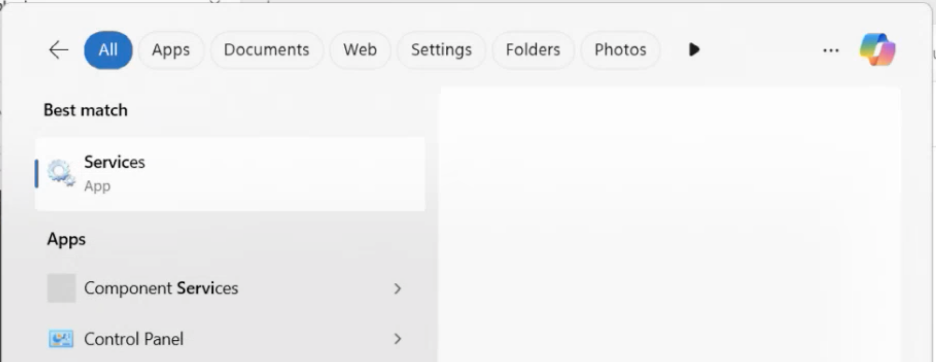 All Apps Documents Web Settings Folders Photos
Best match
Services
App
Apps
Component Services
Control Panel